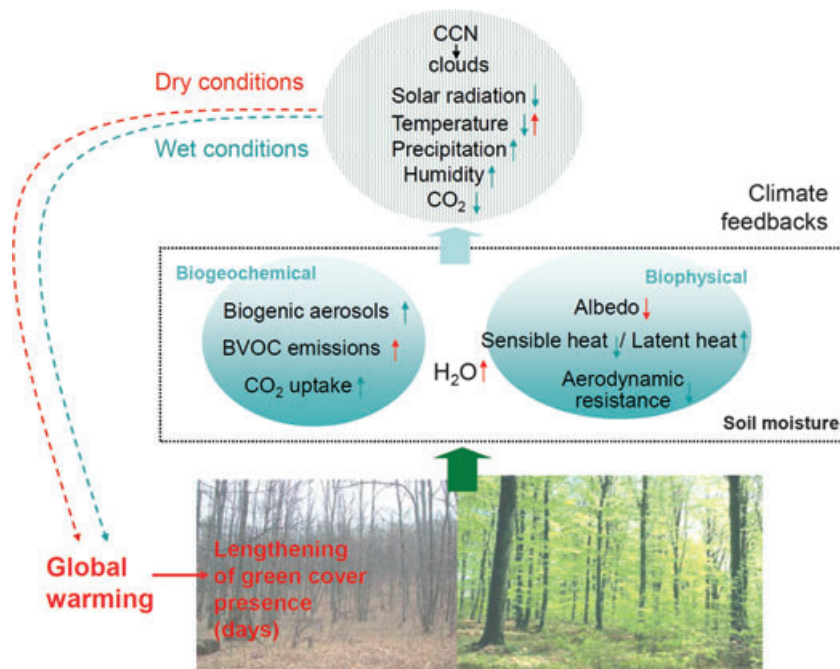 CCN
clouds
Dry conditions
Solar radiation ↓
Temperature ↓↑
Wet conditions
Precipitation ↑
Humidity ↑
CO₂ ↓
Climate
feedbacks
Biogeochemical
Biophysical
Biogenic aerosols ↑
Albedo ↓
BVOC emissions ↑
Sensible heat ↓ / Latent heat ↑
H₂O ↑
CO₂ uptake ↑
Aerodynamic
resistance ↓
Soil moisture
Global
warming
Lengthening
of green cover
presence
(days)